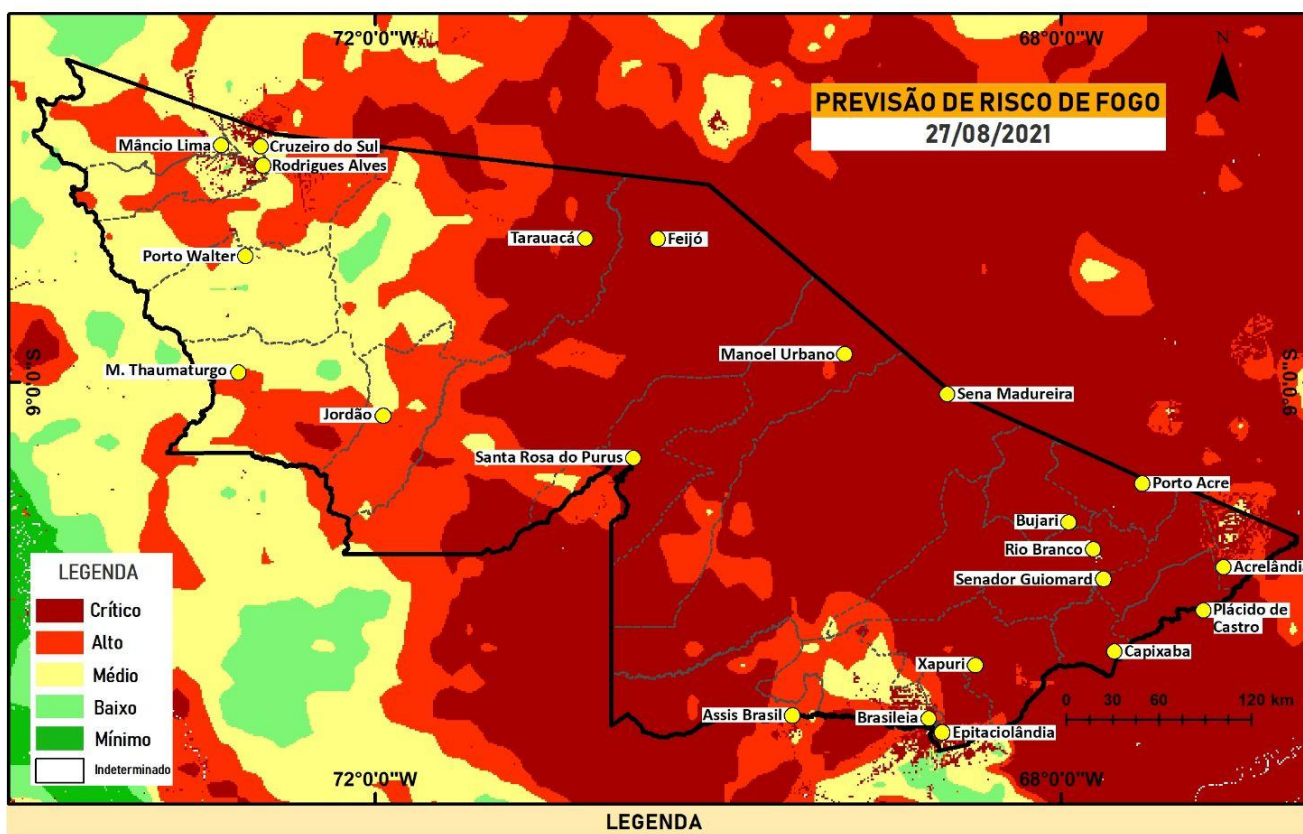 72°0'0"W
68°0'0"W
N
PREVISÃO DE RISCO DE FOGO
27/08/2021
Mâncio Lima
Cruzeiro do Sul
Rodrigues Alves
Tarauacá
Feijó
Porto Walter
Manoel Urbano
9°0'0"S
9°0'0"S
M. Thaumaturgo
Sena Madureira
Jordão
Santa Rosa do Purus
Porto Acre
Bujari
Rio Branco
Acrelândia
Senador Guiomard
Plácido de
Castro
Capixaba
Xapuri
Assis Brasil
Brasileia
Epitaciolândia
0 30 60 120 km
LEGENDA
Crítico
Alto
Médio
Baixo
Mínimo
Indeterminado
72°0'0"W
68°0'0"W
LEGENDA